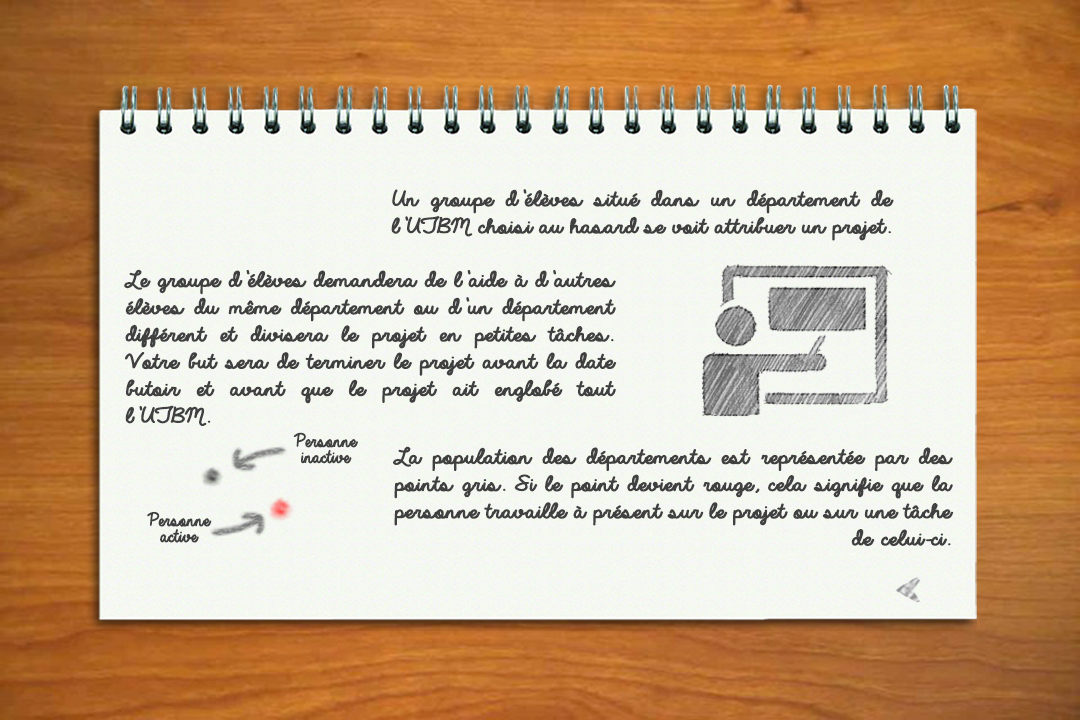 Un groupe d'élèves situé dans un département de
l'UTBM choisi au hasard se voit attribuer un projet.
Le groupe d'élèves demandera de l'aide à d'autres
élèves du même département ou d'un département
différent et divisera le projet en petites tâches.
Votre but sera de terminer le projet avant la date
butoir et avant que le projet ait englobé tout
l'UTBM.
Personne
inactive
Personne
active
La population des départements est représentée par des
points gris. Si le point devient rouge, cela signifie que la
personne travaille à présent sur le projet ou sur une tâche
de celui-ci.